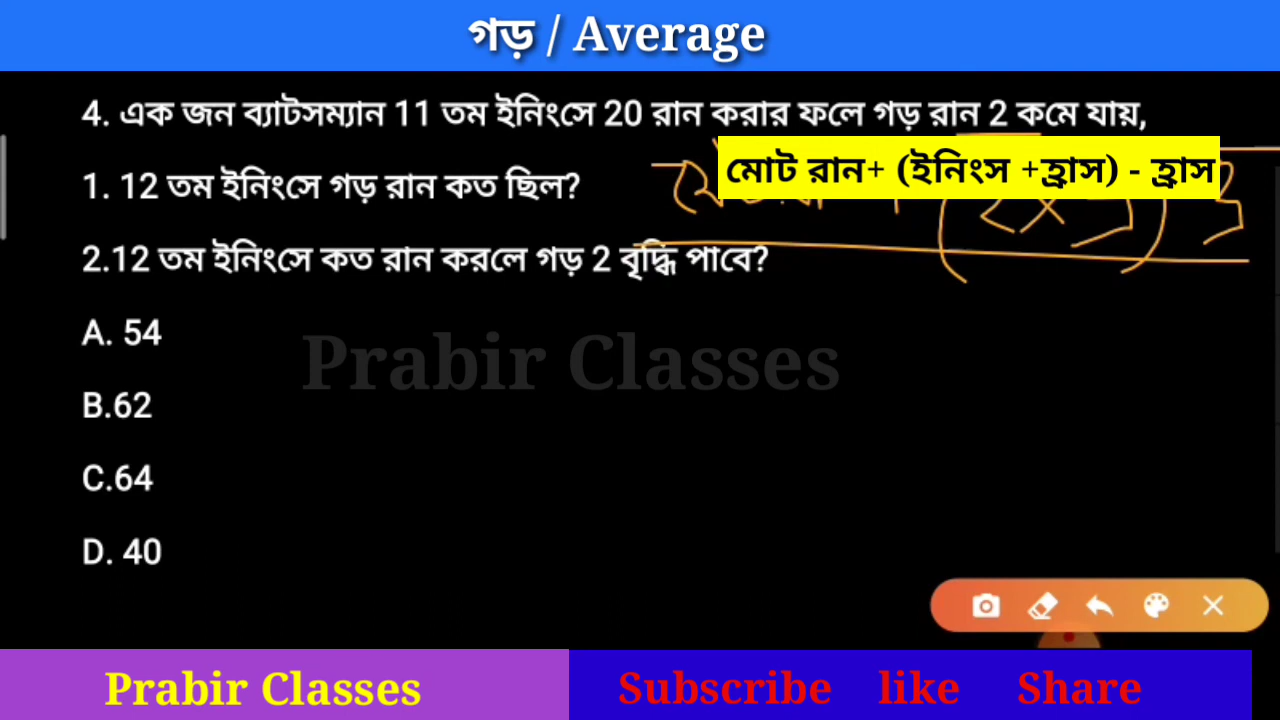 গড় / Average
4. এক জন ব্যাটসম্যান 11 তম ইনিংসে 20 রান করার ফলে গড় রান 2 কমে যায়,
মোট রান+ (ইনিংস +হ্রাস) - হ্রাস
1. 12 তম ইনিংসে গড় রান কত ছিল?
2.12 তম ইনিংসে কত রান করলে গড় 2 বৃদ্ধি পাবে?
A. 54
Prabir Classes
B.62
C.64
D. 40
Prabir Classes
Subscribe like Share